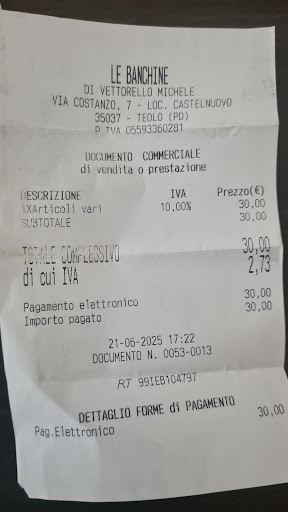 LE BANCHINE
DI VETTORELLO MICHELE
VIA COSTANZO, 7 - LOC. CASTELNUOVO
35037 - TEOLO (PD)
P.IVA 05593360281
DOCUMENTO COMMERCIALE
di vendita o prestazione
DESCRIZIONE IVA Prezzo(€)
1XArticoli vari 10,00% 30,00
SUBTOTALE 30,00
TOTALE COMPLESSIVO 30,00
di cui IVA 2,73
Pagamento elettronico 30,00
Importo pagato 30,00
21-06-2025 17:22
DOCUMENTO N. 0053-0013
RT 99IEB104797
DETTAGLIO FORME di PAGAMENTO
Pag.Elettronico 30,00